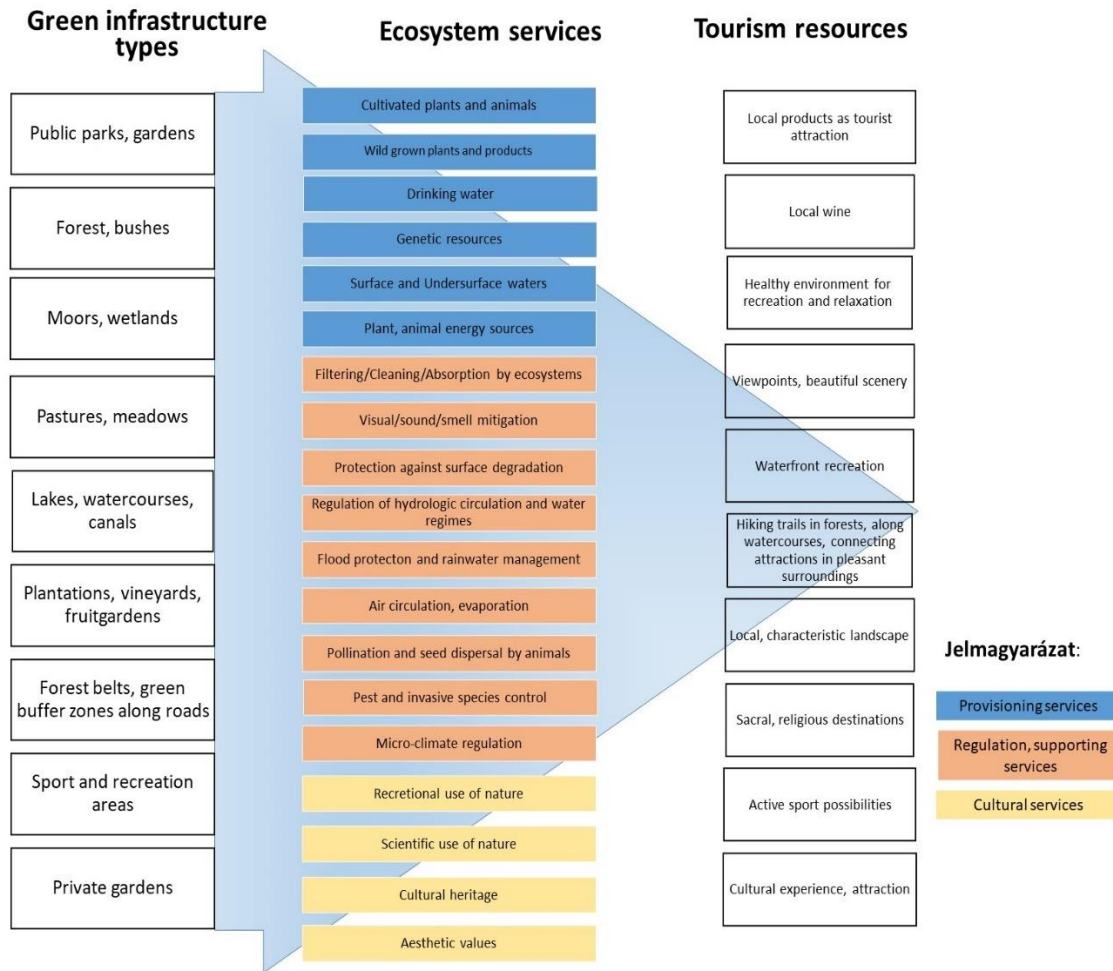 Green infrastructure
types
Public parks, gardens
Forest, bushes
Moors, wetlands
Pastures, meadows
Lakes, watercourses,
canals
Plantations, vineyards,
fruitgardens
Forest belts, green
buffer zones along roads
Sport and recreation
areas
Private gardens
Ecosystem services
Cultivated plants and animals
Wild grown plants and products
Drinking water
Genetic resources
Surface and Undersurface waters
Plant, animal energy sources
Filtering/Cleaning/Absorption by ecosystems
Visual/sound/smell mitigation
Protection against surface degradation
Regulation of hydrologic circulation and water
regimes
Flood protecton and rainwater management
Air circulation, evaporation
Pollination and seed dispersal by animals
Pest and invasive species control
Micro-climate regulation
Recretional use of nature
Scientific use of nature
Cultural heritage
Aesthetic values
Tourism resources
Local products as tourist
attraction
Local wine
Healthy environment for
recreation and relaxation
Viewpoints, beautiful scenery
Waterfront recreation
Hiking trails in forests, along
watercourses, connecting
attractions in pleasant
surroundings
Local, characteristic landscape
Sacral, religious destinations
Active sport possibilities
Cultural experience, attraction
Jelmagyarázat:
Provisioning services
Regulation, supporting
services
Cultural services